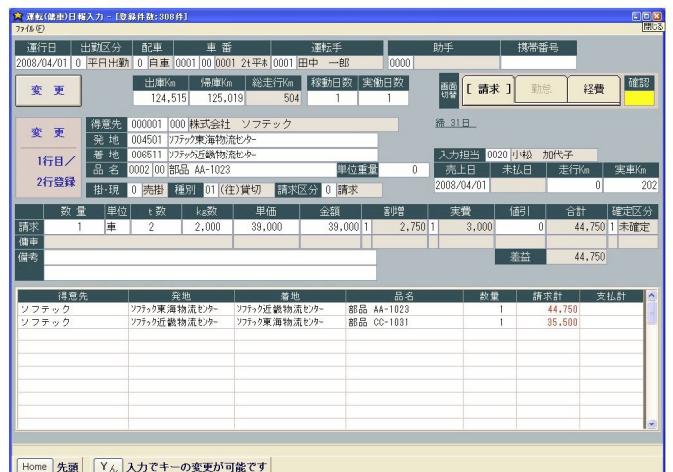 運転(傭車)日報入力 - [登録件数:308件]
ファイル(F) 閉じる
運行日 出勤区分 配車 車番 運転手 助手 携帯番号
2008/04/01 0 平日出勤 0 自車 0001 00 0001 2t平ボ 0001 田中 一郎 0000
変更 出庫Km 帰庫Km 総走行Km 稼動日数 実働日数 画面切替 [ 請求 ] 勤怠 経費 確認
124,515 125,019 504 1 1
変更 得意先 000001 000 株式会社 ソフテック 締 31日
発地 004501 ソフテック東海物流センター
1行目/ 着地 006511 ソフテック近畿物流センター 入力担当 0020 小松 加代子
2行登録 品名 0002 00 部品 AA-1023 単位重量 0 売上日 未払日 走行Km 実車Km
掛・現 0 売掛 種別 01 (往)貸切 請求区分 0 請求 2008/04/01 0 202
数量 単位 t数 kg数 単価 金額 割増 実費 値引 合計 確定区分
請求 1 車 2 2,000 39,000 39,000 1 2,750 1 3,000 0 44,750 1 未確定
傭車
備考 差益 44,750
得意先 発地 着地 品名 数量 請求計 支払計
ソフテック ソフテック東海物流センター ソフテック近畿物流センター 部品 AA-1023 1 44,750
ソフテック ソフテック近畿物流センター ソフテック東海物流センター 部品 CC-1031 1 35,500
Home 先頭 Yん 入力でキーの変更が可能です